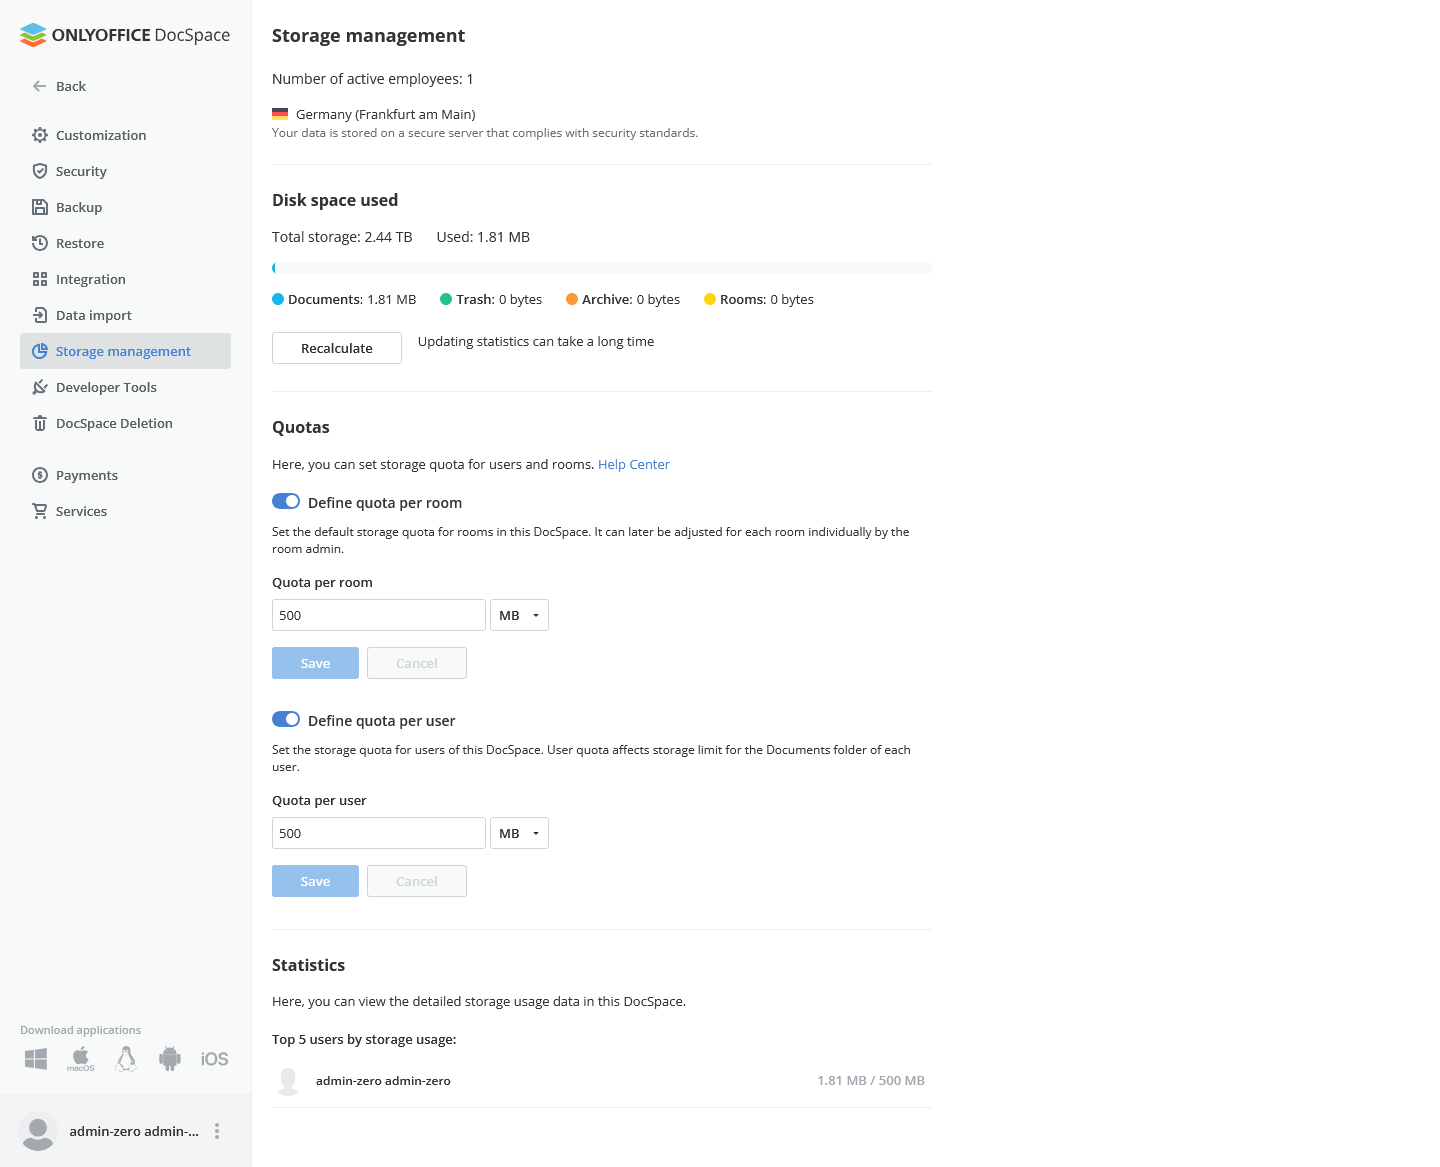 ONLYOFFICE DocSpace
Back
Customization
Security
Backup
Restore
Integration
Data import
Storage management
Developer Tools
DocSpace Deletion
Payments
Services
Download applications
macOS
iOS
admin-zero admin-...
Storage management
Number of active employees: 1
Germany (Frankfurt am Main)
Your data is stored on a secure server that complies with security standards.
Disk space used
Total storage: 2.44 TB Used: 1.81 MB
Documents: 1.81 MB Trash: 0 bytes Archive: 0 bytes Rooms: 0 bytes
Recalculate Updating statistics can take a long time
Quotas
Here, you can set storage quota for users and rooms. Help Center
Define quota per room
Set the default storage quota for rooms in this DocSpace. It can later be adjusted for each room individually by the
room admin.
Quota per room
500 MB
Save Cancel
Define quota per user
Set the storage quota for users of this DocSpace. User quota affects storage limit for the Documents folder of each
user.
Quota per user
500 MB
Save Cancel
Statistics
Here, you can view the detailed storage usage data in this DocSpace.
Top 5 users by storage usage:
admin-zero admin-zero 1.81 MB / 500 MB